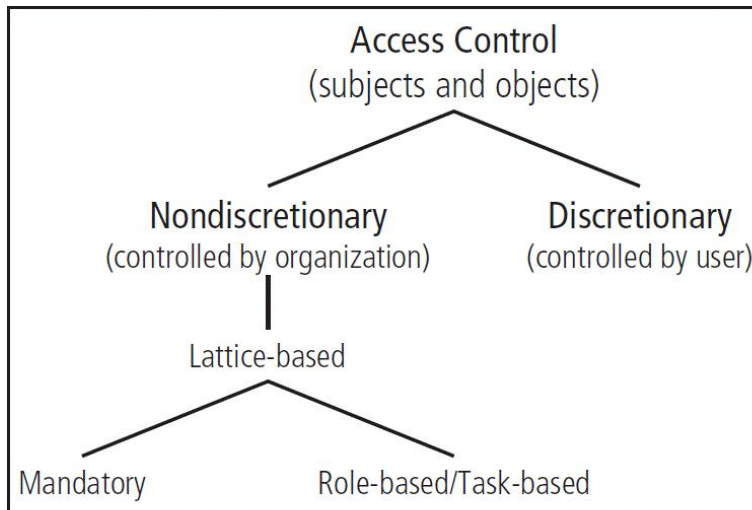 Access Control
(subjects and objects)
Nondiscretionary
(controlled by organization)
Discretionary
(controlled by user)
Lattice-based
Mandatory
Role-based/Task-based